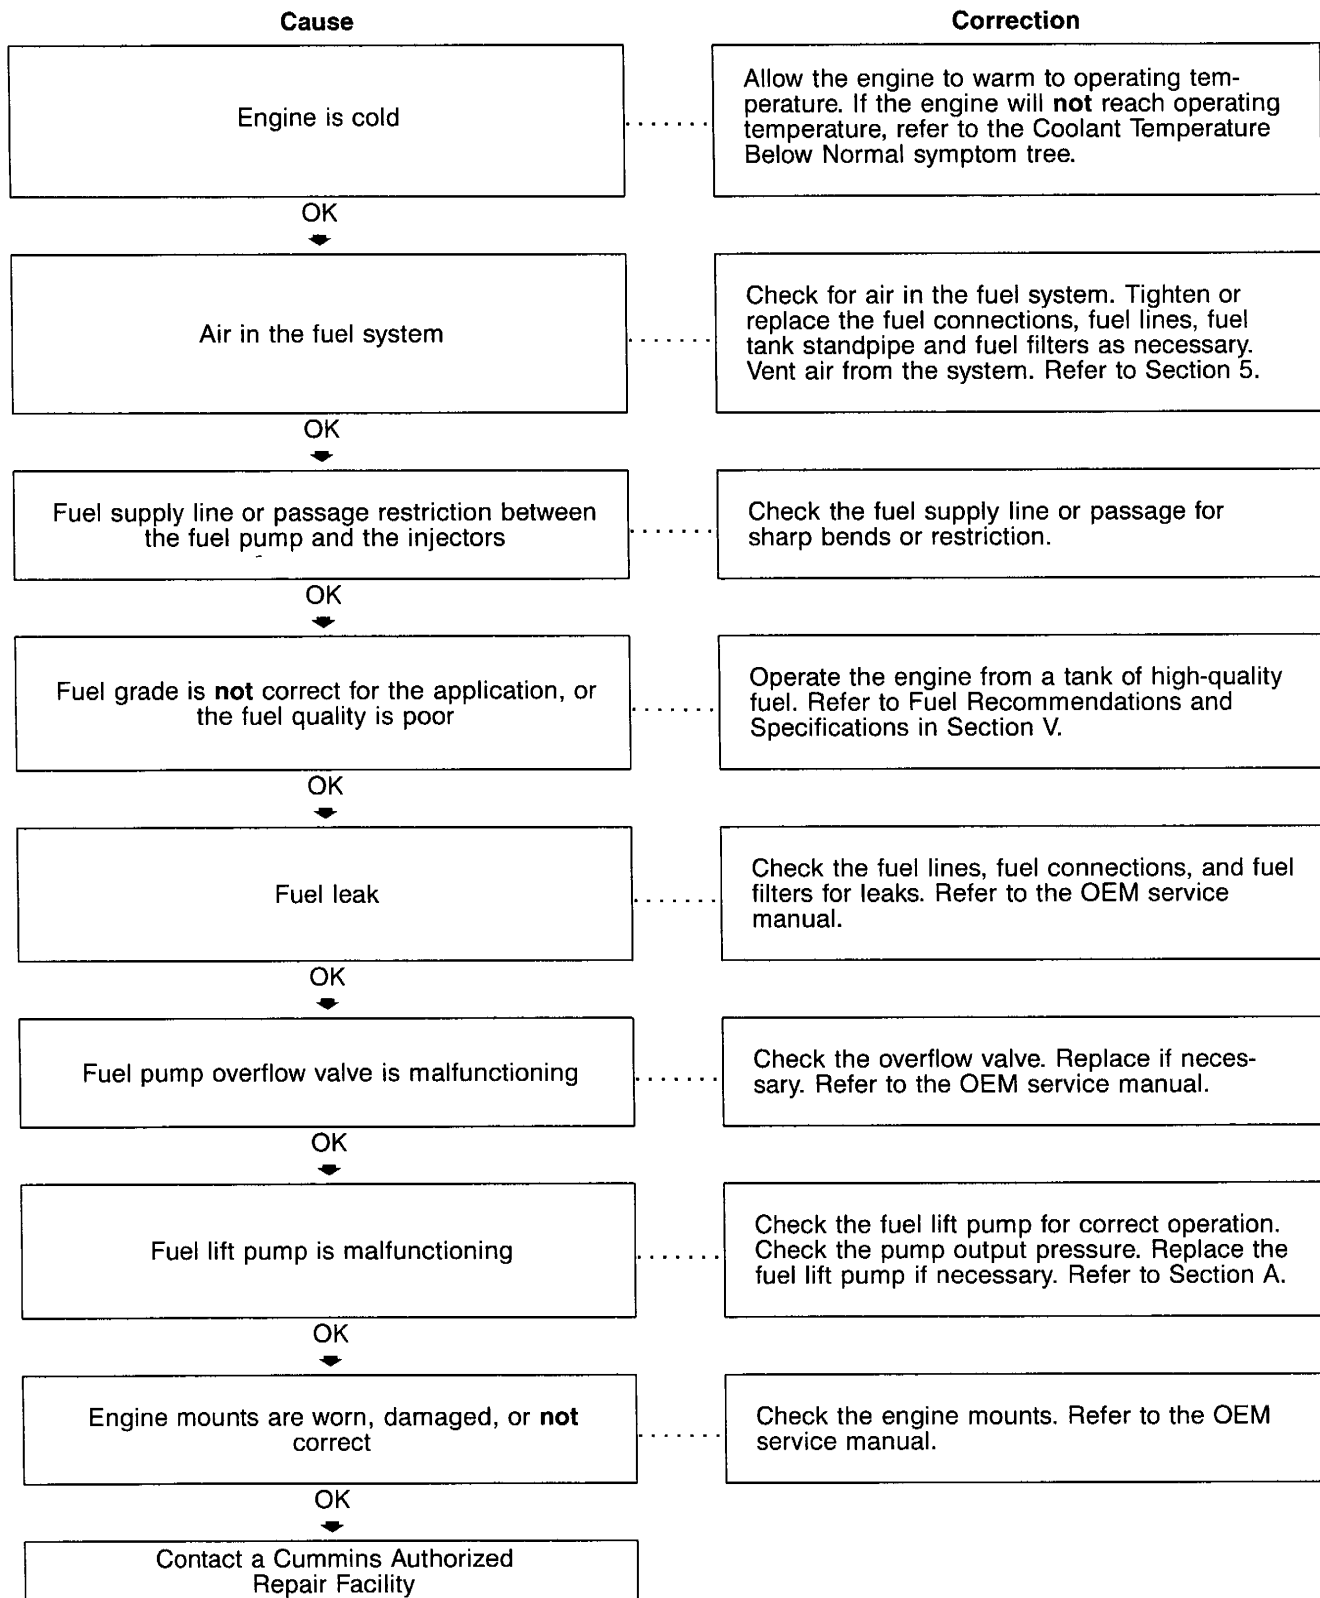 Cause
Correction
Engine is cold
Allow the engine to warm to operating tem-
perature. If the engine will not reach operating
temperature, refer to the Coolant Temperature
Below Normal symptom tree.
OK
Air in the fuel system
Check for air in the fuel system. Tighten or
replace the fuel connections, fuel lines, fuel
tank standpipe and fuel filters as necessary.
Vent air from the system. Refer to Section 5.
OK
Fuel supply line or passage restriction between
the fuel pump and the injectors
Check the fuel supply line or passage for
sharp bends or restriction.
OK
Fuel grade is not correct for the application, or
the fuel quality is poor
Operate the engine from a tank of high-quality
fuel. Refer to Fuel Recommendations and
Specifications in Section V.
OK
Fuel leak
Check the fuel lines, fuel connections, and fuel
filters for leaks. Refer to the OEM service
manual.
OK
Fuel pump overflow valve is malfunctioning
Check the overflow valve. Replace if neces-
sary. Refer to the OEM service manual.
OK
Fuel lift pump is malfunctioning
Check the fuel lift pump for correct operation.
Check the pump output pressure. Replace the
fuel lift pump if necessary. Refer to Section A.
OK
Engine mounts are worn, damaged, or not
correct
Check the engine mounts. Refer to the OEM
service manual.
OK
Contact a Cummins Authorized
Repair Facility